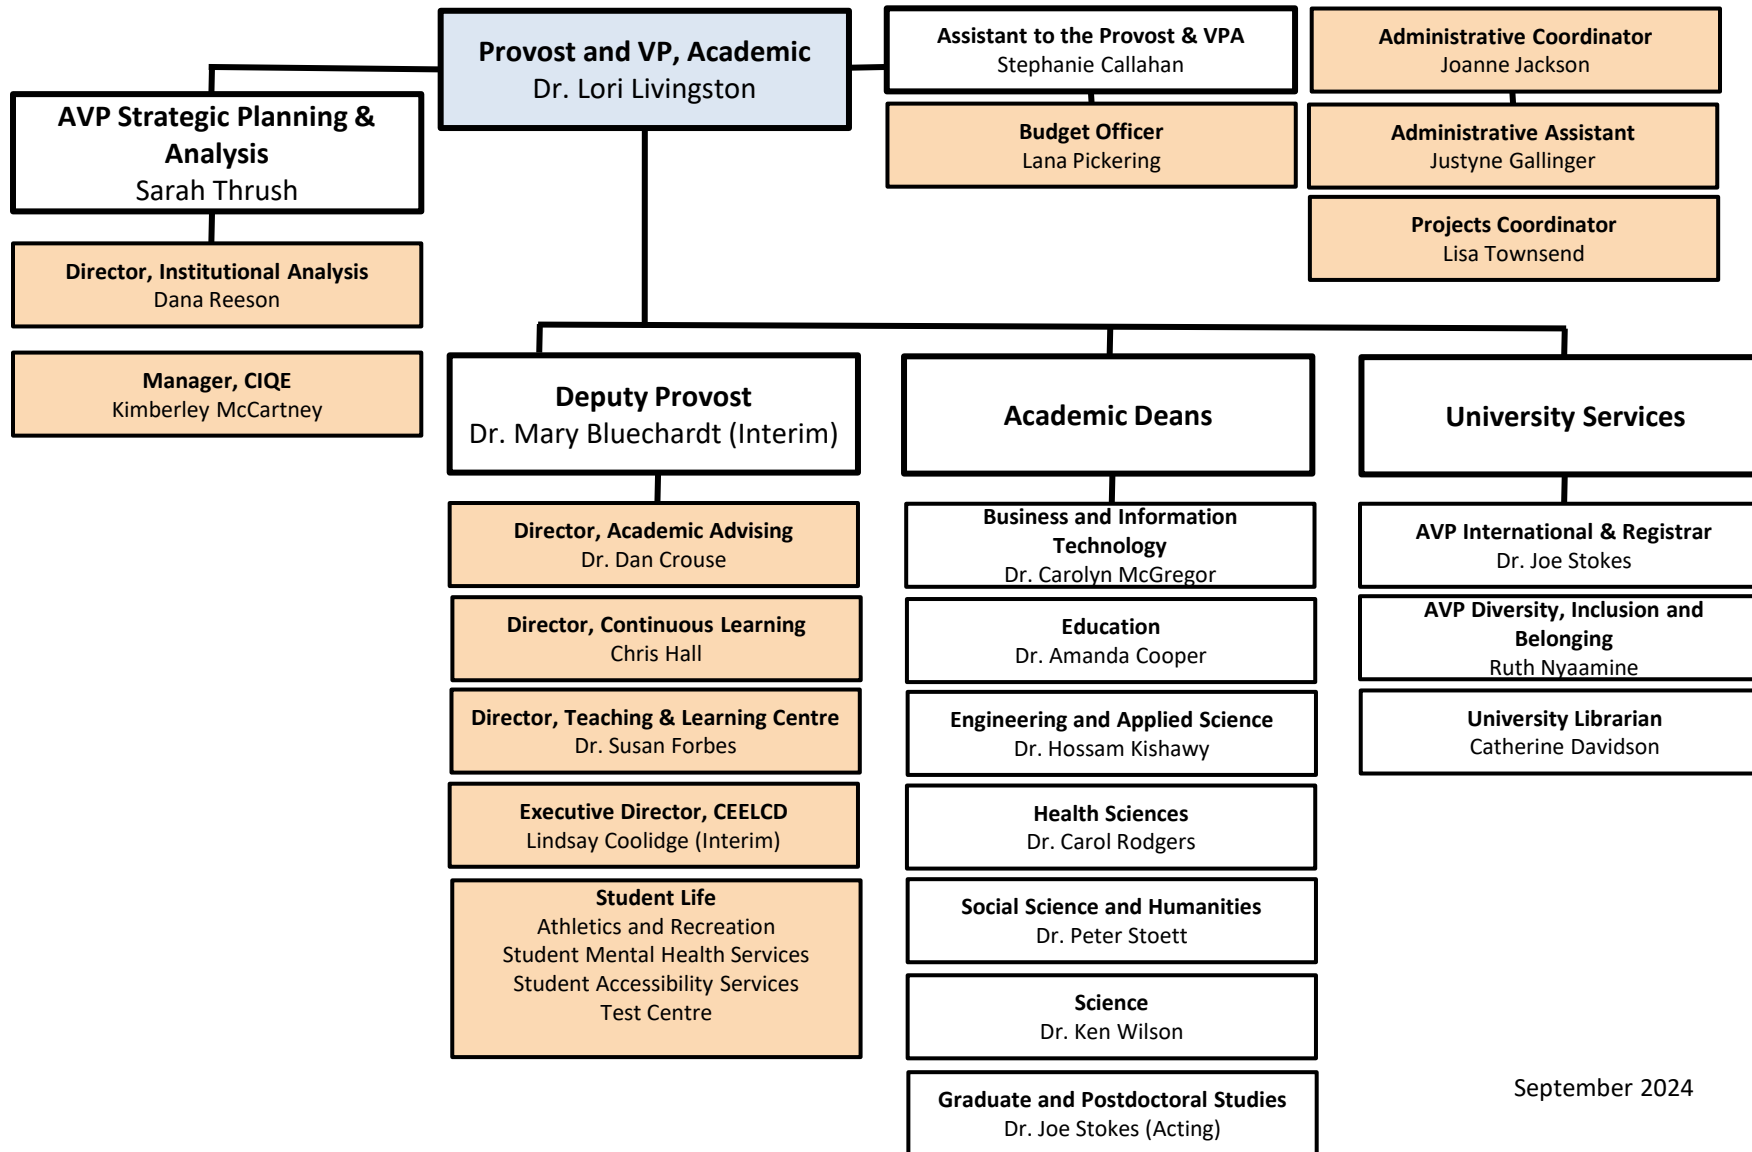 Provost and VP, Academic
Dr. Lori Livingston
Assistant to the Provost & VPA
Stephanie Callahan
Budget Officer
Lana Pickering
Administrative Coordinator
Joanne Jackson
Administrative Assistant
Justyne Gallinger
Projects Coordinator
Lisa Townsend
AVP Strategic Planning &
Analysis
Sarah Thrush
Director, Institutional Analysis
Dana Reeson
Manager, CIQE
Kimberley McCartney
Deputy Provost
Dr. Mary Bluechardt (Interim)
Director, Academic Advising
Dr. Dan Crouse
Director, Continuous Learning
Chris Hall
Director, Teaching & Learning Centre
Dr. Susan Forbes
Executive Director, CEELCD
Lindsay Coolidge (Interim)
Student Life
Athletics and Recreation
Student Mental Health Services
Student Accessibility Services
Test Centre
Academic Deans
Business and Information
Technology
Dr. Carolyn McGregor
Education
Dr. Amanda Cooper
Engineering and Applied Science
Dr. Hossam Kishawy
Health Sciences
Dr. Carol Rodgers
Social Science and Humanities
Dr. Peter Stoett
Science
Dr. Ken Wilson
Graduate and Postdoctoral Studies
Dr. Joe Stokes (Acting)
University Services
AVP International & Registrar
Dr. Joe Stokes
AVP Diversity, Inclusion and
Belonging
Ruth Nyaamine
University Librarian
Catherine Davidson
September 2024